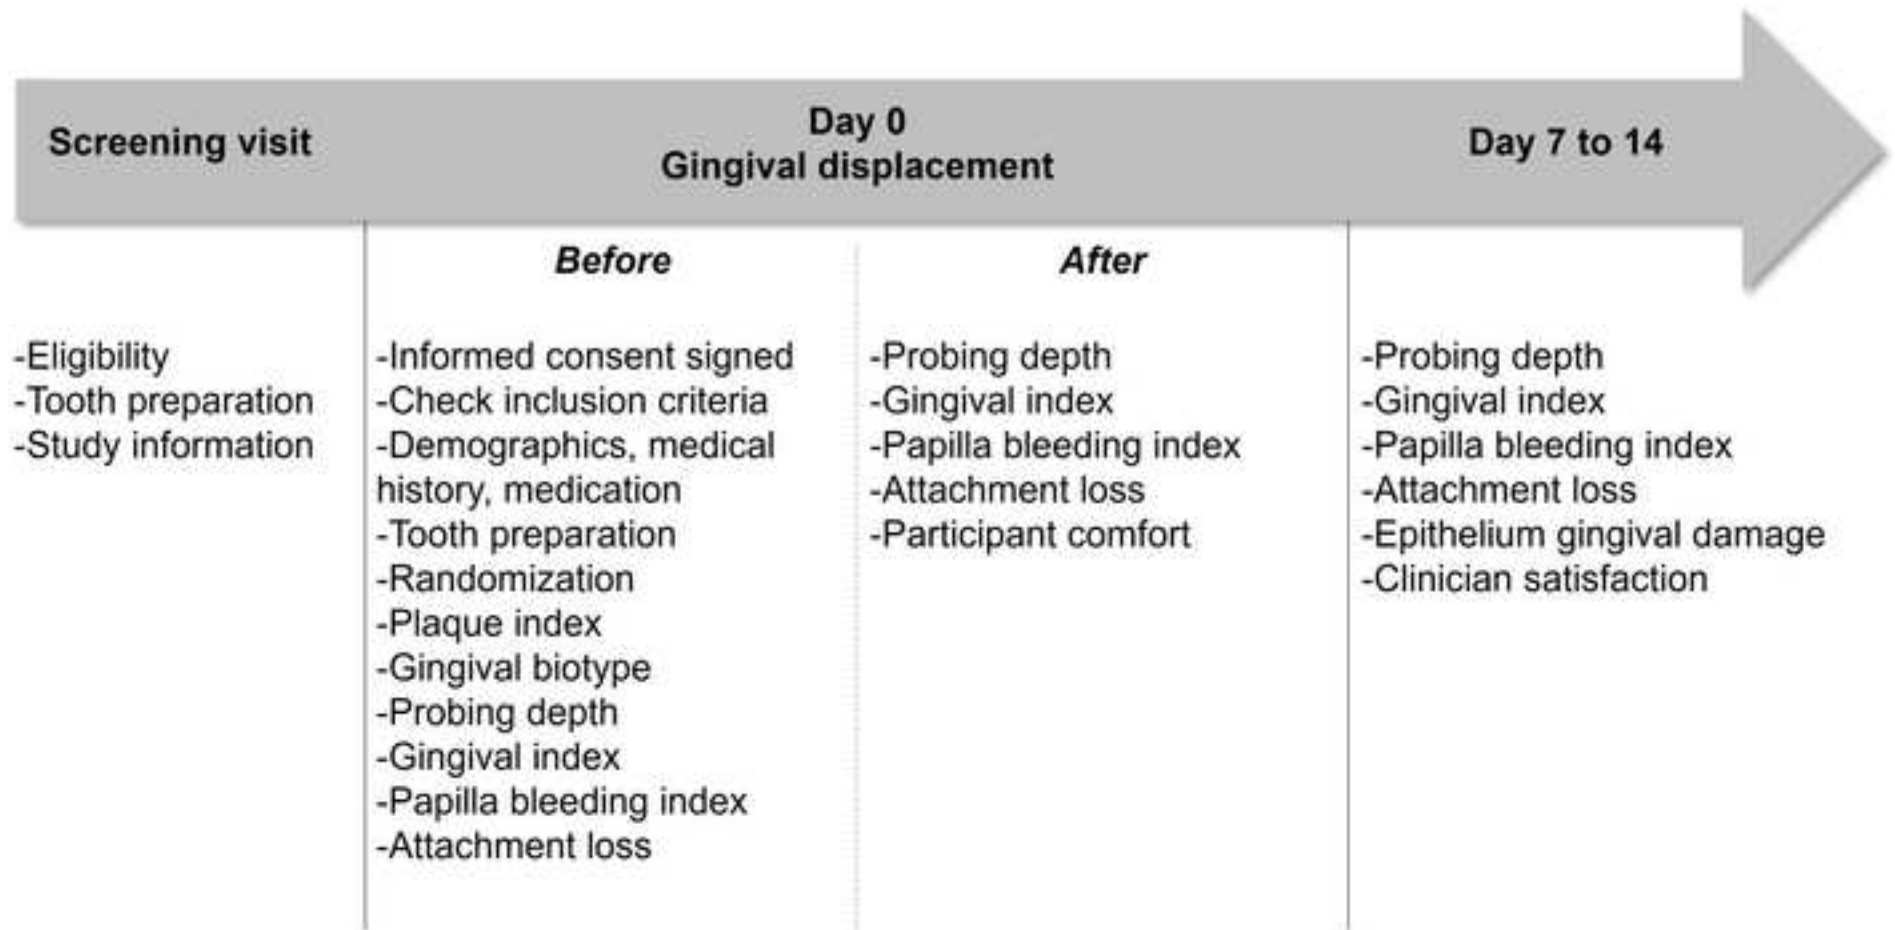 Screening visit
Day 0
Gingival displacement
Day 7 to 14
Before
After
-Eligibility
-Tooth preparation
-Study information
-Informed consent signed
-Check inclusion criteria
-Demographics, medical
history, medication
-Tooth preparation
-Randomization
-Plaque index
-Gingival biotype
-Probing depth
-Gingival index
-Papilla bleeding index
-Attachment loss
-Probing depth
-Gingival index
-Papilla bleeding index
-Attachment loss
-Participant comfort
-Probing depth
-Gingival index
-Papilla bleeding index
-Attachment loss
-Epithelium gingival damage
-Clinician satisfaction